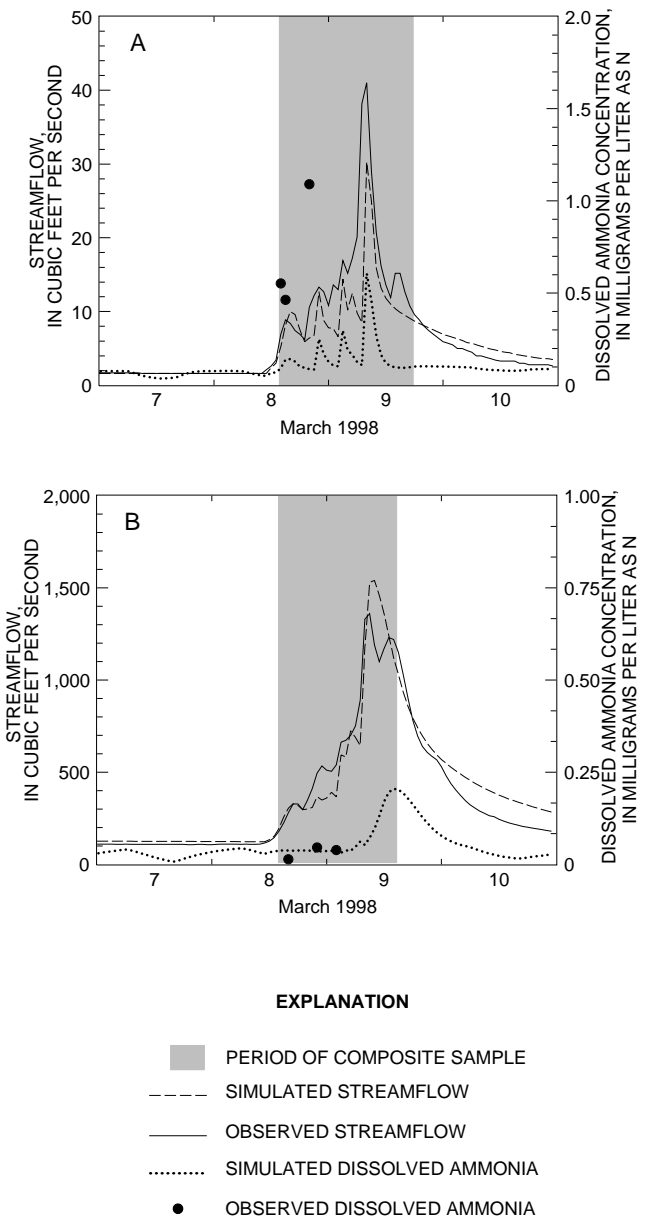 A
STREAMFLOW,
IN CUBIC FEET PER SECOND
50
40
30
20
10
0
2.0
1.5
1.0
0.5
0
DISSOLVED AMMONIA CONCENTRATION,
IN MILLIGRAMS PER LITER AS N
7 8 9 10
March 1998
B
STREAMFLOW,
IN CUBIC FEET PER SECOND
2,000
1,500
1,000
500
0
1.00
0.75
0.50
0.25
0
DISSOLVED AMMONIA CONCENTRATION,
IN MILLIGRAMS PER LITER AS N
7 8 9 10
March 1998
EXPLANATION
PERIOD OF COMPOSITE SAMPLE
SIMULATED STREAMFLOW
OBSERVED STREAMFLOW
SIMULATED DISSOLVED AMMONIA
OBSERVED DISSOLVED AMMONIA